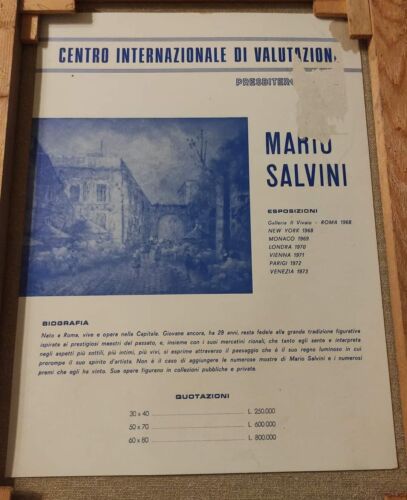 CENTRO INTERNAZIONALE DI VALUTAZION
PRESBITER
MARIO
SALVINI
ESPOSIZIONI
Galleria Il Vivaio - ROMA 1968
NEW YORK 1968
MONACO 1969
LONDRA 1970
VIENNA 1971
PARIGI 1972
VENEZIA 1973
BIOGRAFIA
Nato a Roma, vive e opera nella Capitale. Giovane ancora, ha 29 anni, resta fedele alla grande tradizione figurativa
ispirata ai prestigiosi maestri del passato, e, insieme con i suoi mercatini rionali, che tanto egli sente e interpreta
negli aspetti più sottili, più intimi, più vivi, si esprime attraverso il paesaggio che è il suo regno luminoso in cui
prorompe il suo spirito d'artista. Non è il caso di aggiungere le numerose mostre di Mario Salvini e i numerosi
premi che egli ha vinto. Sue opere figurano in collezioni pubbliche e private.
QUOTAZIONI
30 x 40 L. 250.000
50 x 70 L. 600.000
60 x 80 L. 800.000